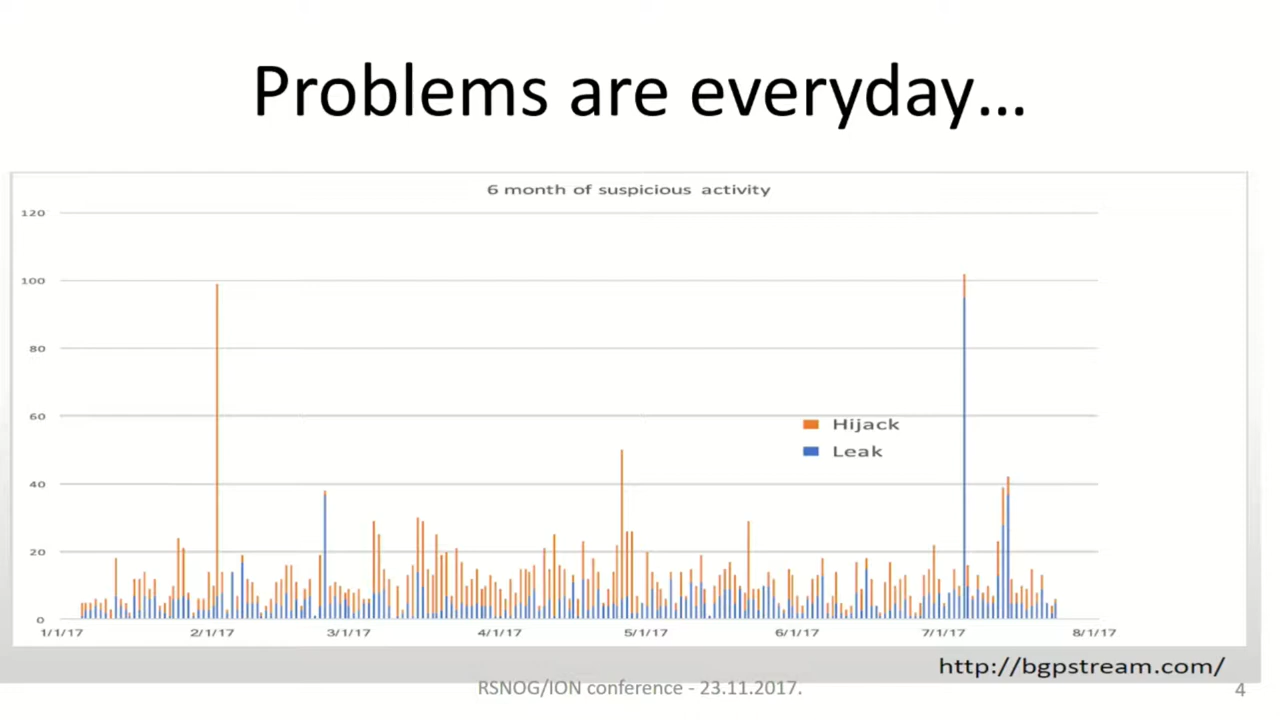 Problems are everyday...
6 month of suspicious activity
120
100
80
60
Hijack
Leak
40
20
0
1/1/17 2/1/17 3/1/17 4/1/17 5/1/17 6/1/17 7/1/17 8/1/17
http://bgpstream.com/
RSNOG/ION conference - 23.11.2017.
4